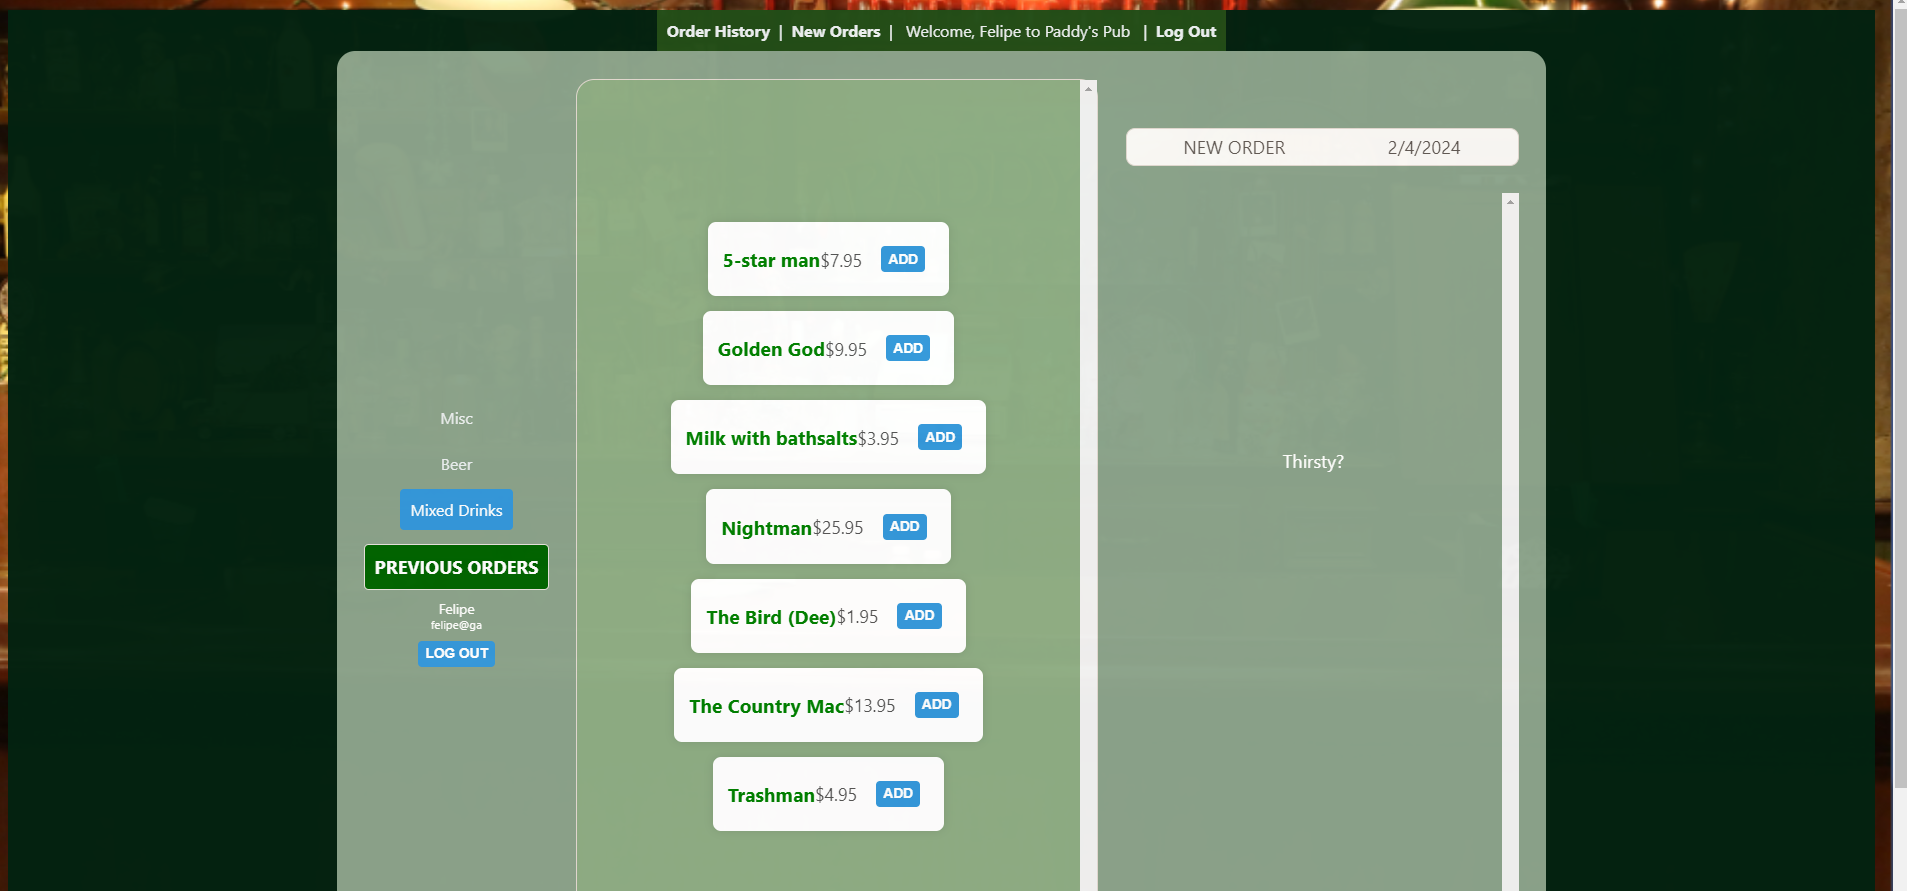 Order History | New Orders | Welcome, Felipe to Paddy's Pub | Log Out
Misc
Beer
Mixed Drinks
PREVIOUS ORDERS
Felipe
felipe@ga
LOG OUT
5-star man$7.95 ADD
Golden God$9.95 ADD
Milk with bathsalts$3.95 ADD
Nightman$25.95 ADD
The Bird (Dee)$1.95 ADD
The Country Mac$13.95 ADD
Trashman$4.95 ADD
NEW ORDER 2/4/2024
Thirsty?